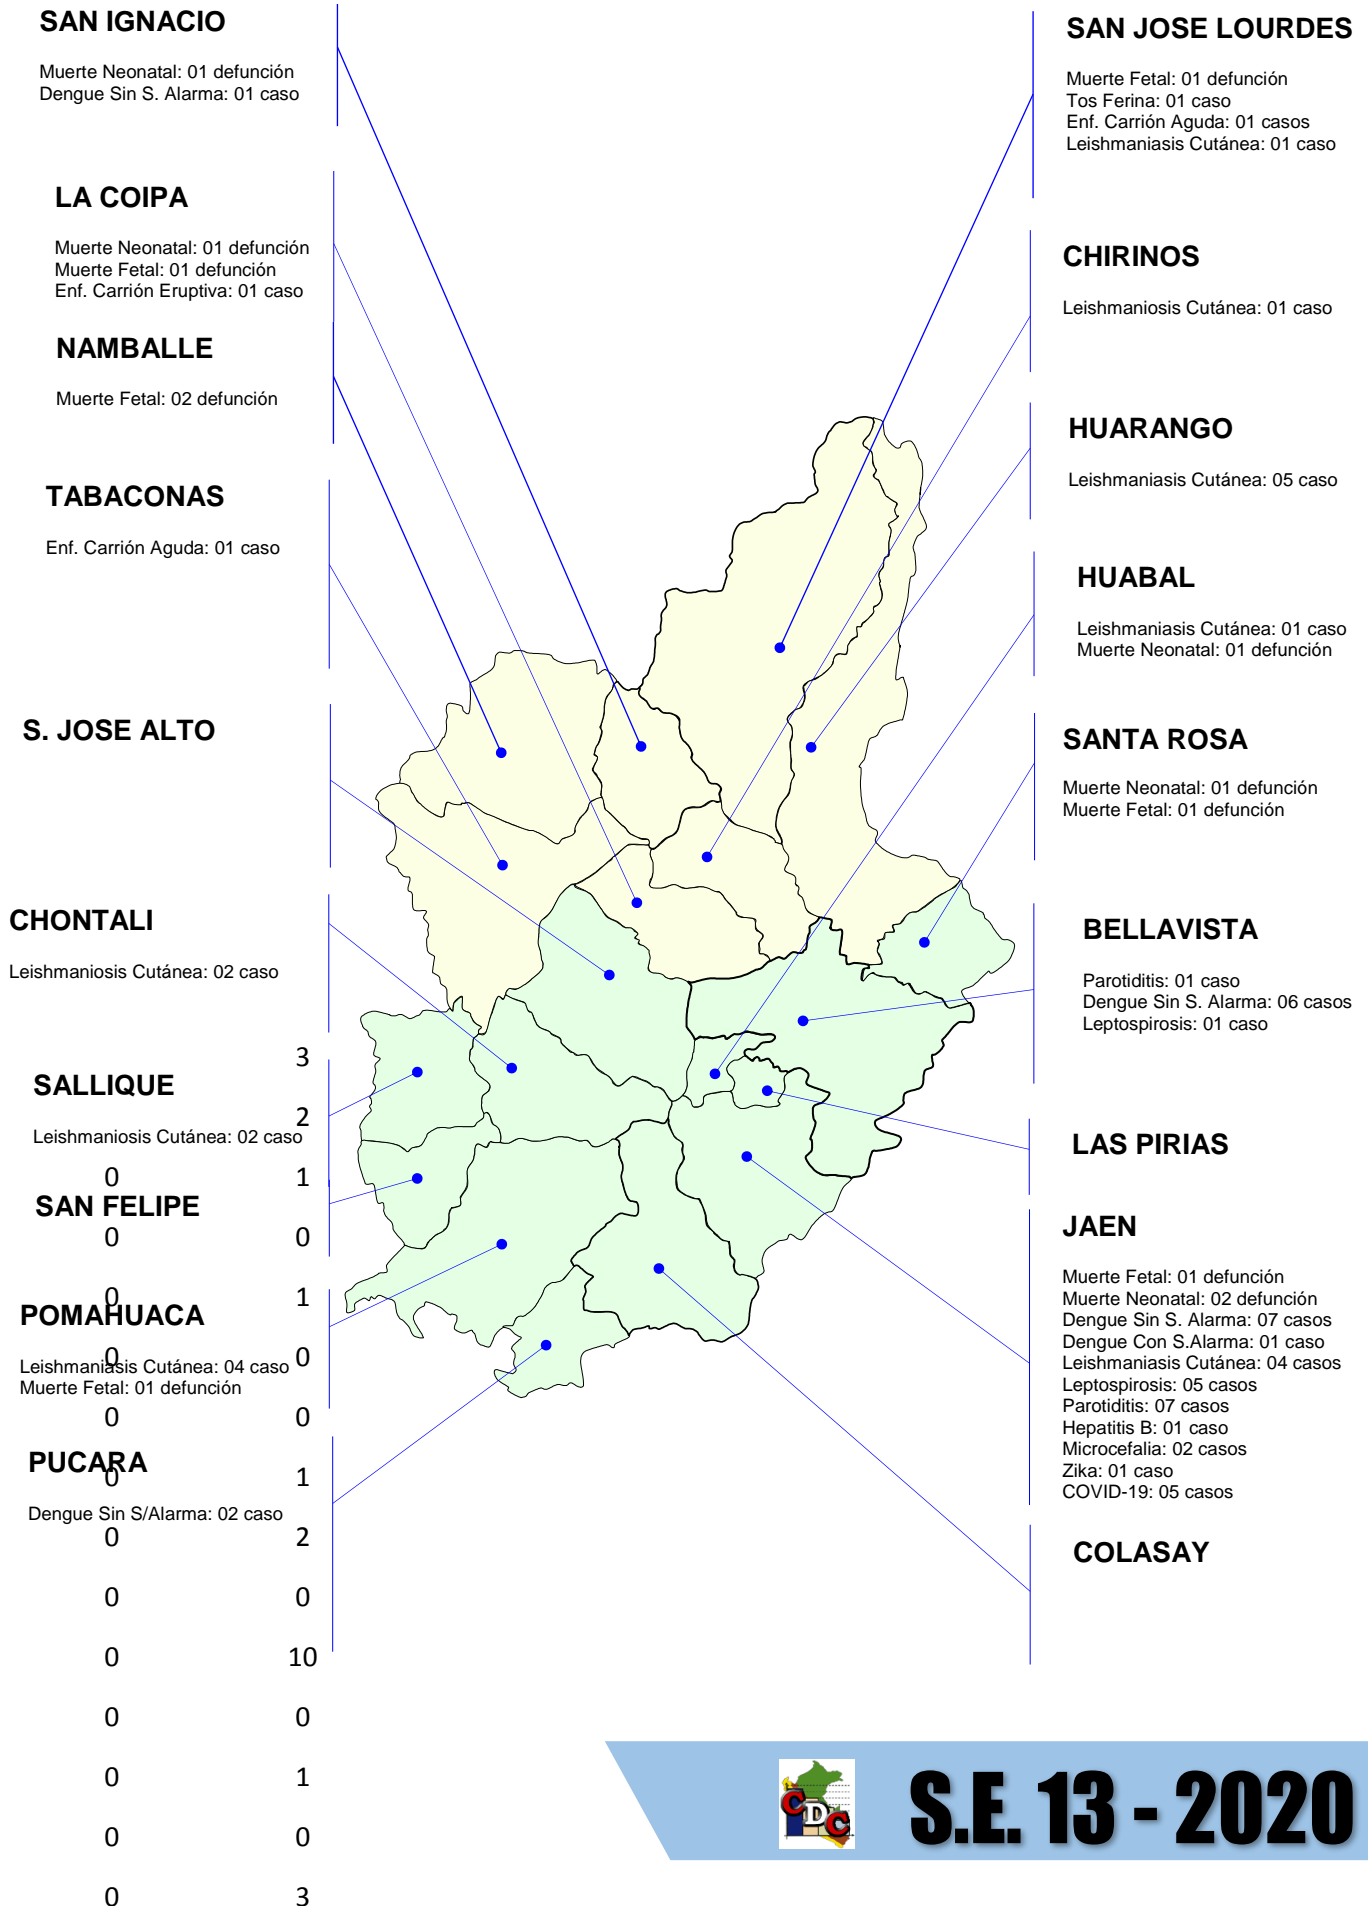 SAN IGNACIO
Muerte Neonatal: 01 defunción
Dengue Sin S. Alarma: 01 caso
LA COIPA
Muerte Neonatal: 01 defunción
Muerte Fetal: 01 defunción
Enf. Carrión Eruptiva: 01 caso
NAMBALLE
Muerte Fetal: 02 defunción
TABACONAS
Enf. Carrión Aguda: 01 caso
S. JOSE ALTO
CHONTALI
Leishmaniosis Cutánea: 02 caso
3
SALLIQUE
2
Leishmaniosis Cutánea: 02 caso
0 1
SAN FELIPE
0 0
0 1
POMAHUACA
0 0
Leishmaniasis Cutánea: 04 caso
Muerte Fetal: 01 defunción
0 0
PUCARA
0 1
Dengue Sin S/Alarma: 02 caso
0 2
0 0
0 10
0 0
0 1
0 0
0 3
SAN JOSE LOURDES
Muerte Fetal: 01 defunción
Tos Ferina: 01 caso
Enf. Carrión Aguda: 01 casos
Leishmaniasis Cutánea: 01 caso
CHIRINOS
Leishmaniosis Cutánea: 01 caso
HUARANGO
Leishmaniasis Cutánea: 05 caso
HUABAL
Leishmaniasis Cutánea: 01 caso
Muerte Neonatal: 01 defunción
SANTA ROSA
Muerte Neonatal: 01 defunción
Muerte Fetal: 01 defunción
BELLAVISTA
Parotiditis: 01 caso
Dengue Sin S. Alarma: 06 casos
Leptospirosis: 01 caso
LAS PIRIAS
JAEN
Muerte Fetal: 01 defunción
Muerte Neonatal: 02 defunción
Dengue Sin S. Alarma: 07 casos
Dengue Con S.Alarma: 01 caso
Leishmaniasis Cutánea: 04 casos
Leptospirosis: 05 casos
Parotiditis: 07 casos
Hepatitis B: 01 caso
Microcefalia: 02 casos
Zika: 01 caso
COVID-19: 05 casos
COLASAY
CDC
S.E. 13 - 2020